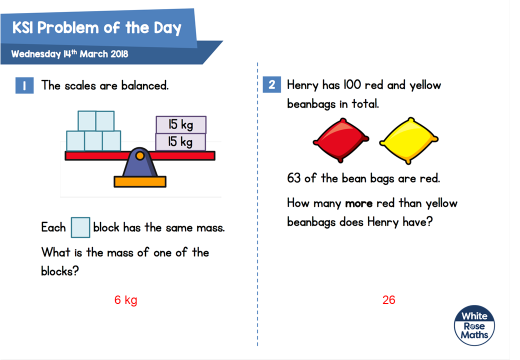 KS1 Problem of the Day
Wednesday 14th March 2018
1
The scales are balanced.
15 kg
15 kg
Each block has the same mass.
What is the mass of one of the
blocks?
6 kg
2
Henry has 100 red and yellow
beanbags in total.
63 of the bean bags are red.
How many more red than yellow
beanbags does Henry have?
26
White
Rose
Maths